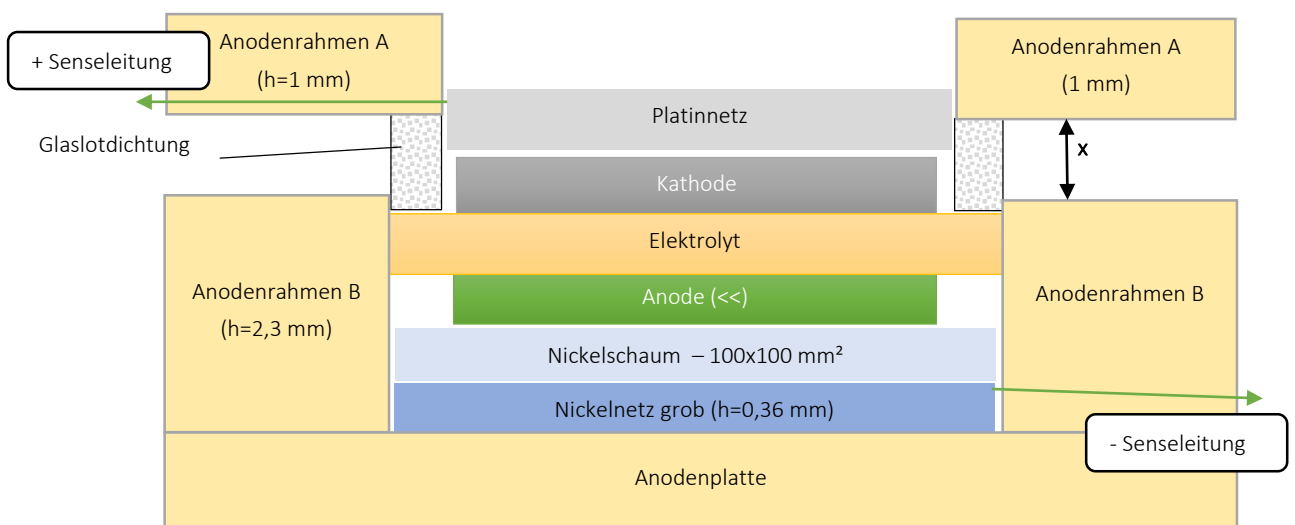 Anodenrahmen A
(h=1 mm)
Anodenrahmen A
(1 mm)
+ Senseleitung
Platinnetz
Glaslotdichtung
x
Kathode
Elektrolyt
Anodenrahmen B
(h=2,3 mm)
Anode (<<)
Anodenrahmen B
Nickelschaum – 100x100 mm²
Nickelnetz grob (h=0,36 mm)
- Senseleitung
Anodenplatte